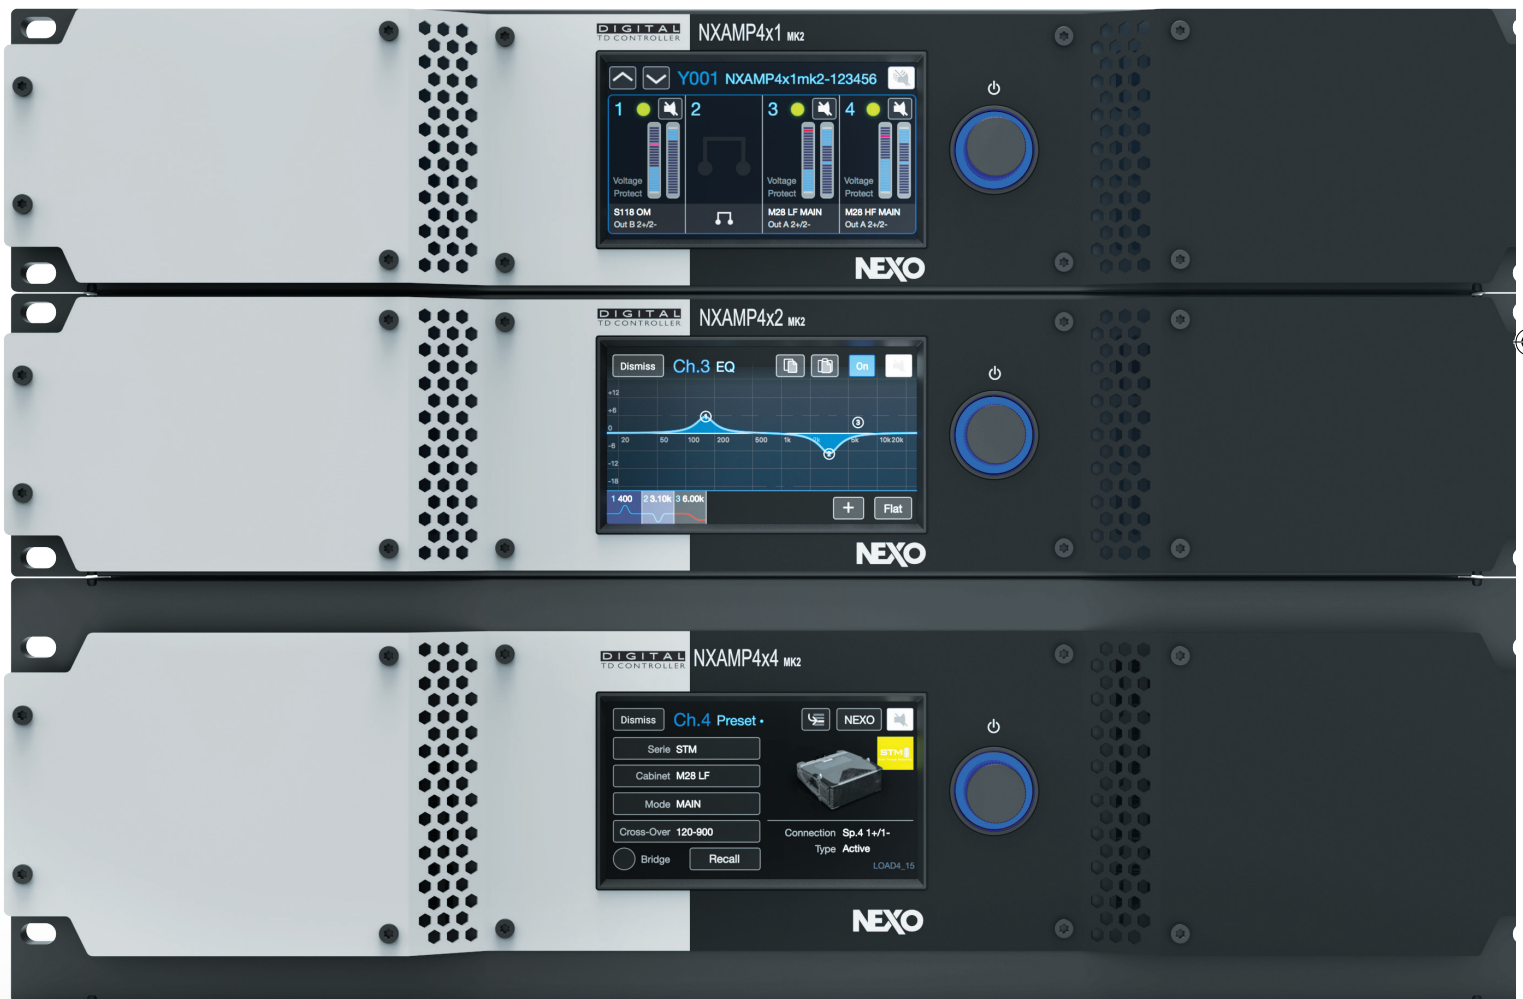 DIGITAL
TD CONTROLLER
NXAMP4x1 MK2
Y001 NXAMP4x1mk2-123456
1 2 3 4
Voltage Voltage Voltage
Protect Protect Protect
S118 OM M28 LF MAIN M28 HF MAIN
Out B 2+/2- Out A 2+/2- Out A 2+/2-
NEXO
DIGITAL
TD CONTROLLER
NXAMP4x2 MK2
Dismiss Ch.3 EQ On
+12
+6
3
0
20 50 100 200 500 1k 5k 10k 20k
-6
-12
-18
1 400 2 3.10k 3 6.00k
+ Flat
NEXO
DIGITAL
TD CONTROLLER
NXAMP4x4 MK2
Dismiss Ch.4 Preset • NEXO
Serie STM
STM
Cabinet M28 LF
Mode MAIN
Cross-Over 120-900
Connection Sp.4 1+/1-
Type Active
Bridge Recall
LOAD4_15
NEXO